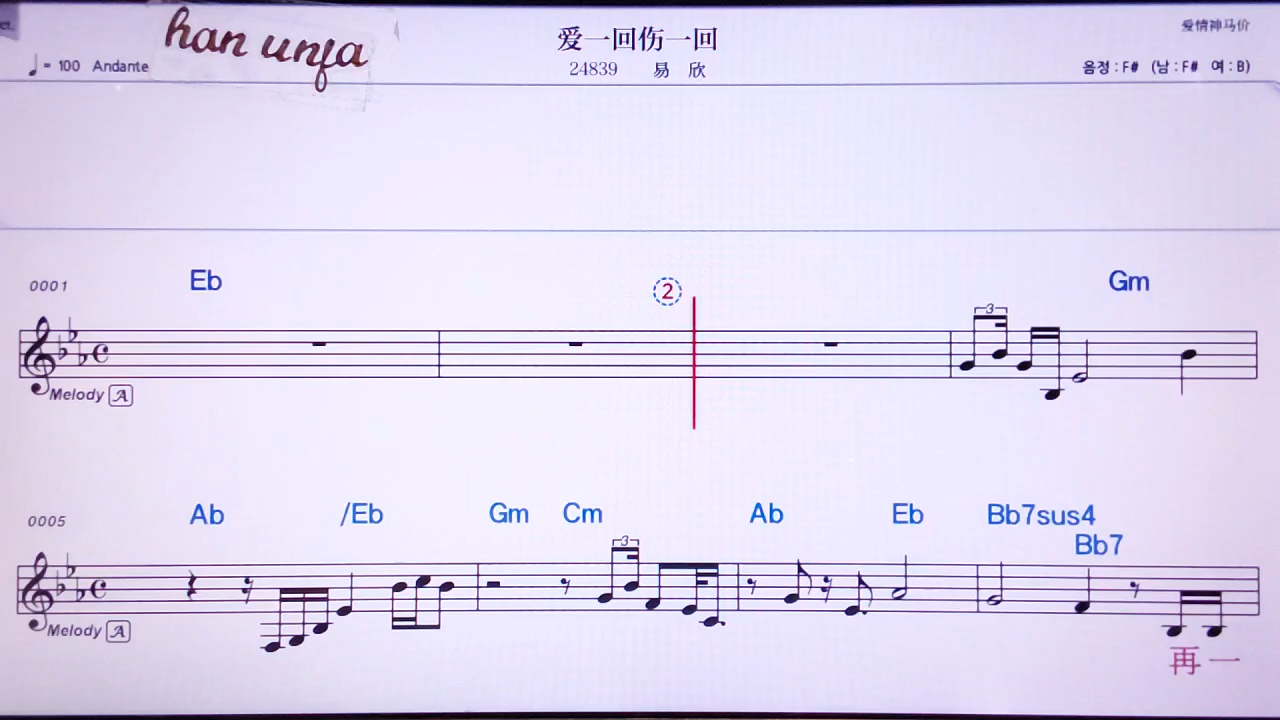 han unfa
爱一回伤一回
爱情神马价
♩= 100 Andante
24839 易 欣
음정 : F# (남 : F# 여 : B)
Eb ② Gm
0001
3
Melody A
Ab /Eb Gm Cm Ab Eb Bb7sus4
0005
Bb7
3
Melody A
再 一